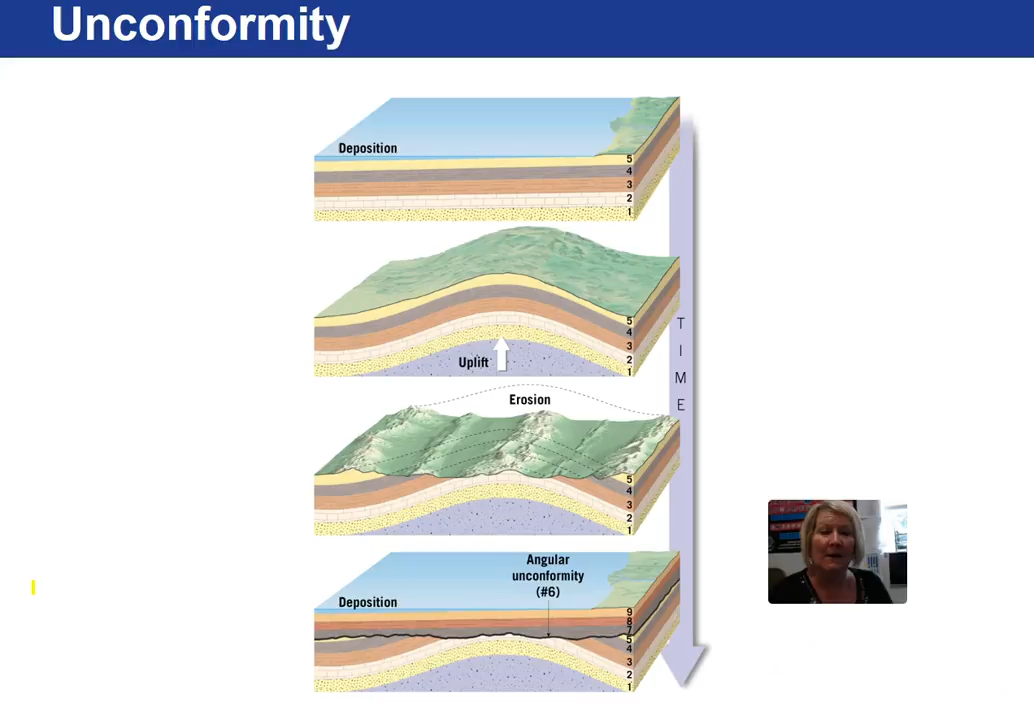 Unconformity
Deposition
5
4
3
2
1
Uplift
5
4
3
2
1
T
I
M
E
Erosion
5
4
3
2
1
Angular
unconformity
(#6)
Deposition
9
8
7
5
4
3
2
1